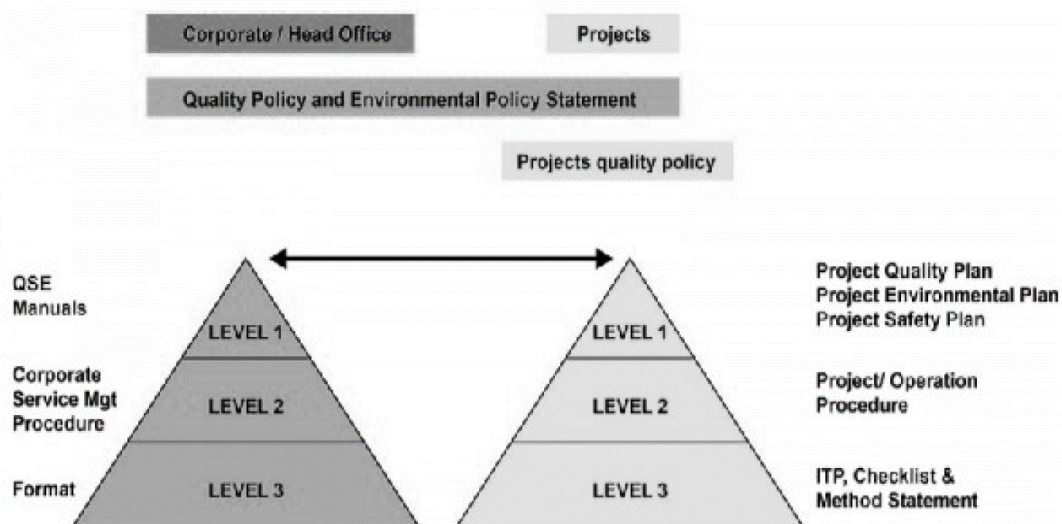 Corporate / Head Office
Projects
Quality Policy and Environmental Policy Statement
Projects quality policy
QSE
Manuals
LEVEL 1
LEVEL 1
Project Quality Plan
Project Environmental Plan
Project Safety Plan
Corporate
Service Mgt
Procedure
LEVEL 2
LEVEL 2
Project/ Operation
Procedure
Format
LEVEL 3
LEVEL 3
ITP, Checklist &
Method Statement